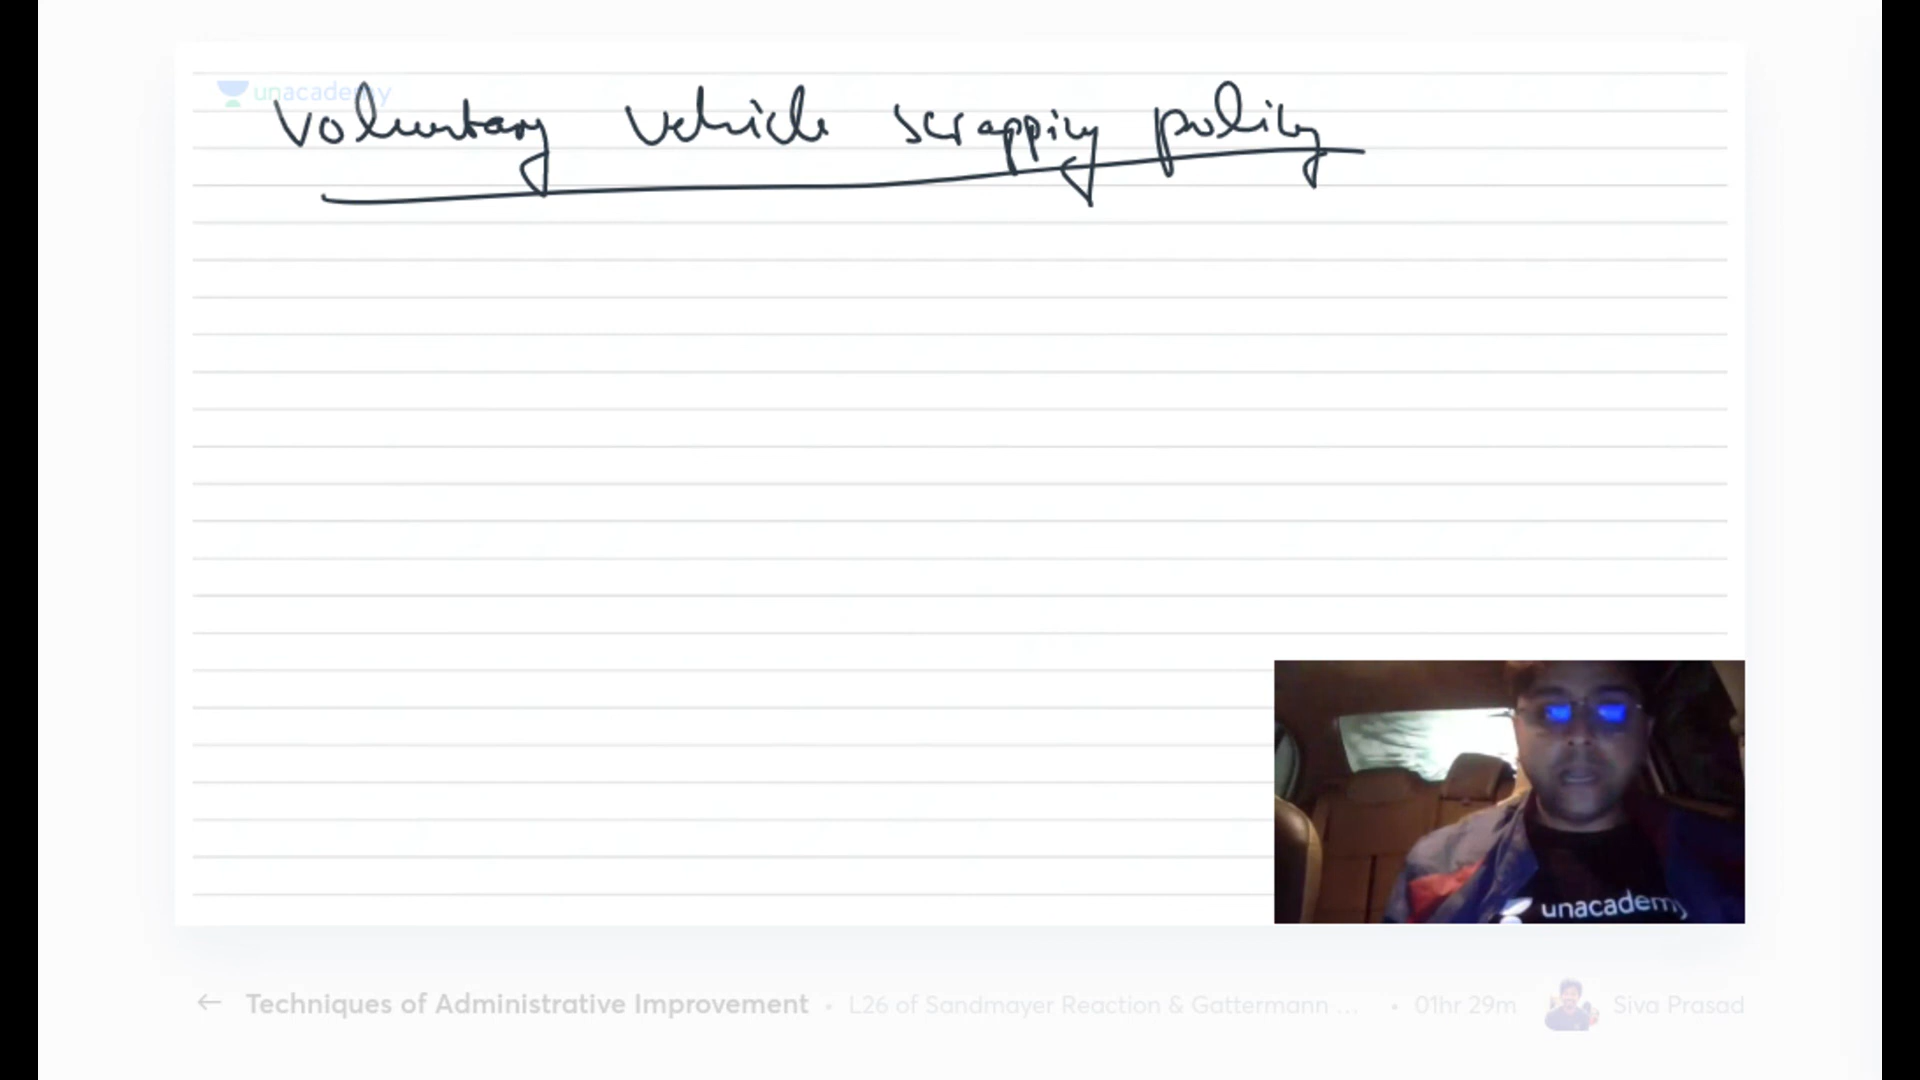 unacademy
Voluntary vehicle scrapping policy
unacademy
Techniques of Administrative Improvement • L26 of Sandmayer Reaction & Gattermann ... • 01hr 29m Siva Prasad